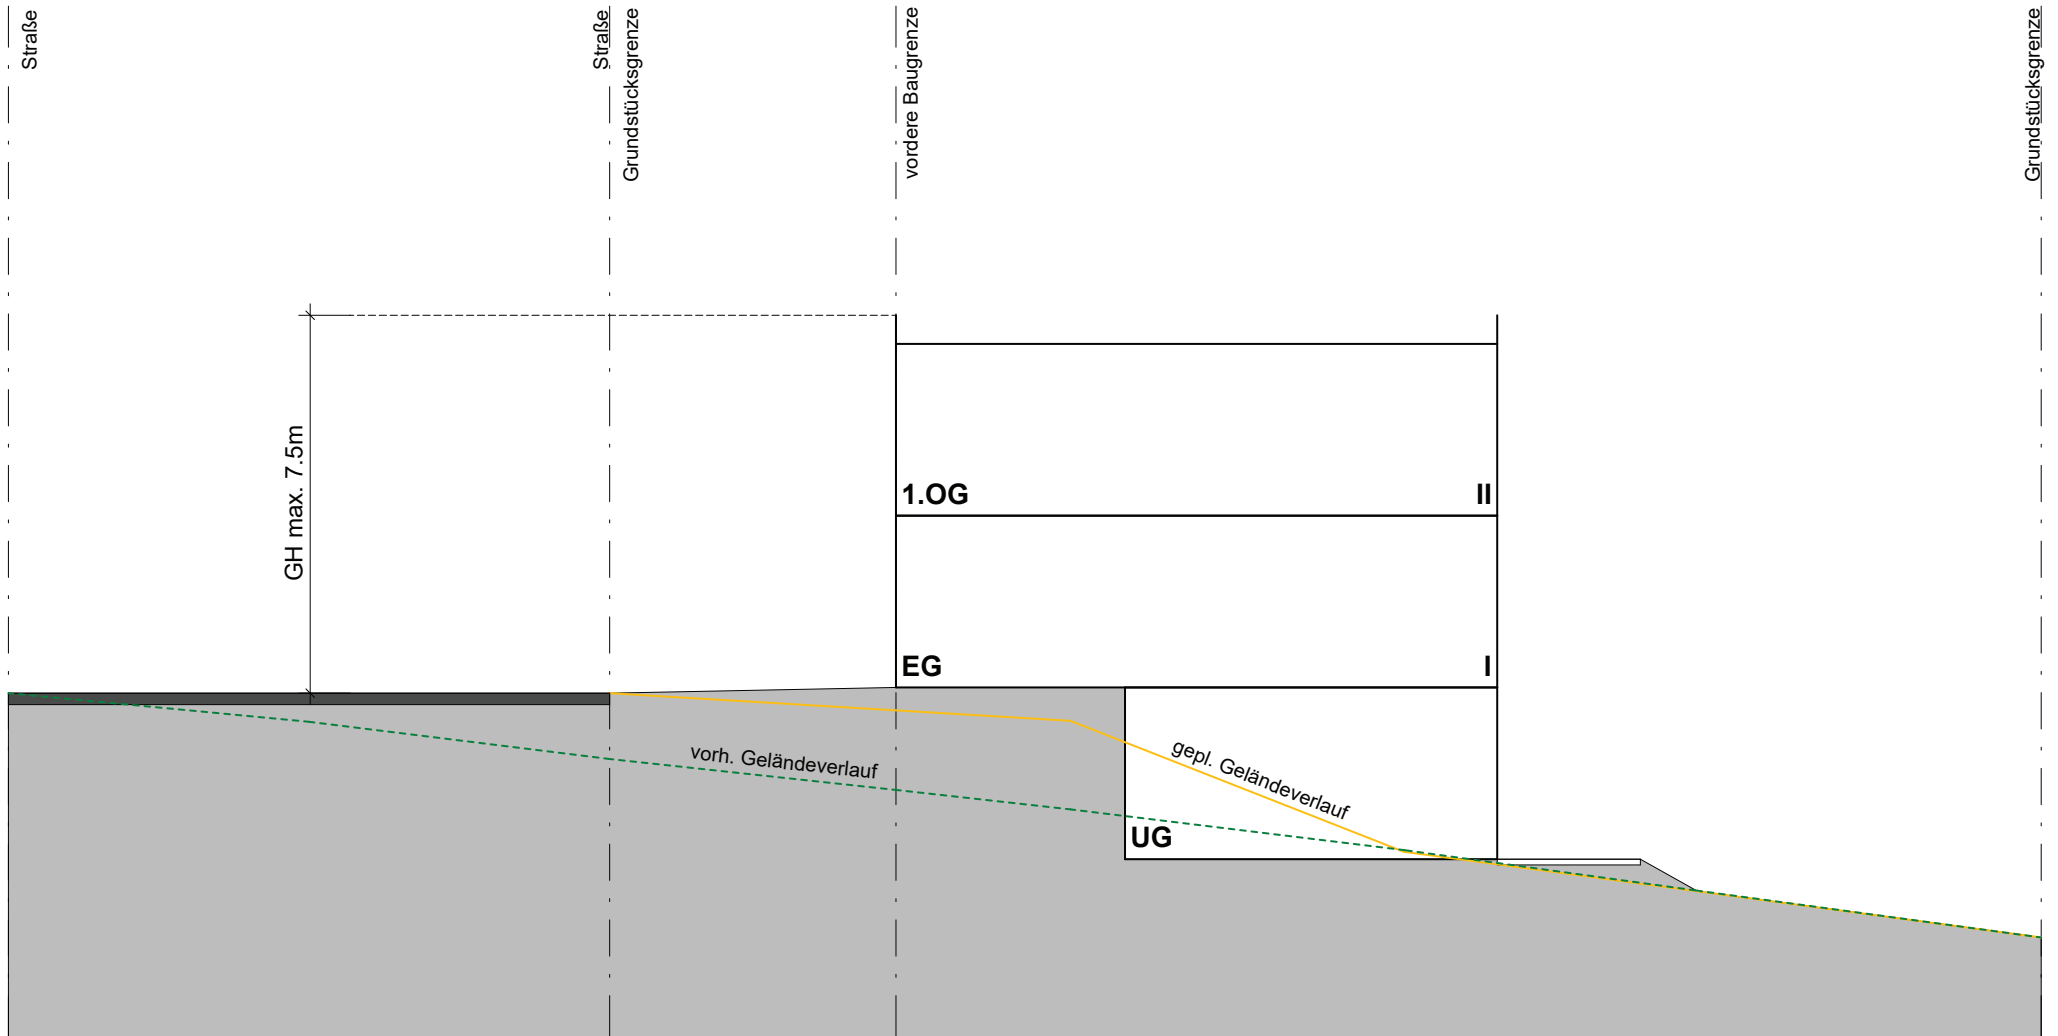 Straße
Straße
Grundstücksgrenze
vordere Baugrenze
Grundstücksgrenze
GH max. 7.5m
1.OG
II
EG
I
vorh. Geländeverlauf
gepl. Geländeverlauf
UG